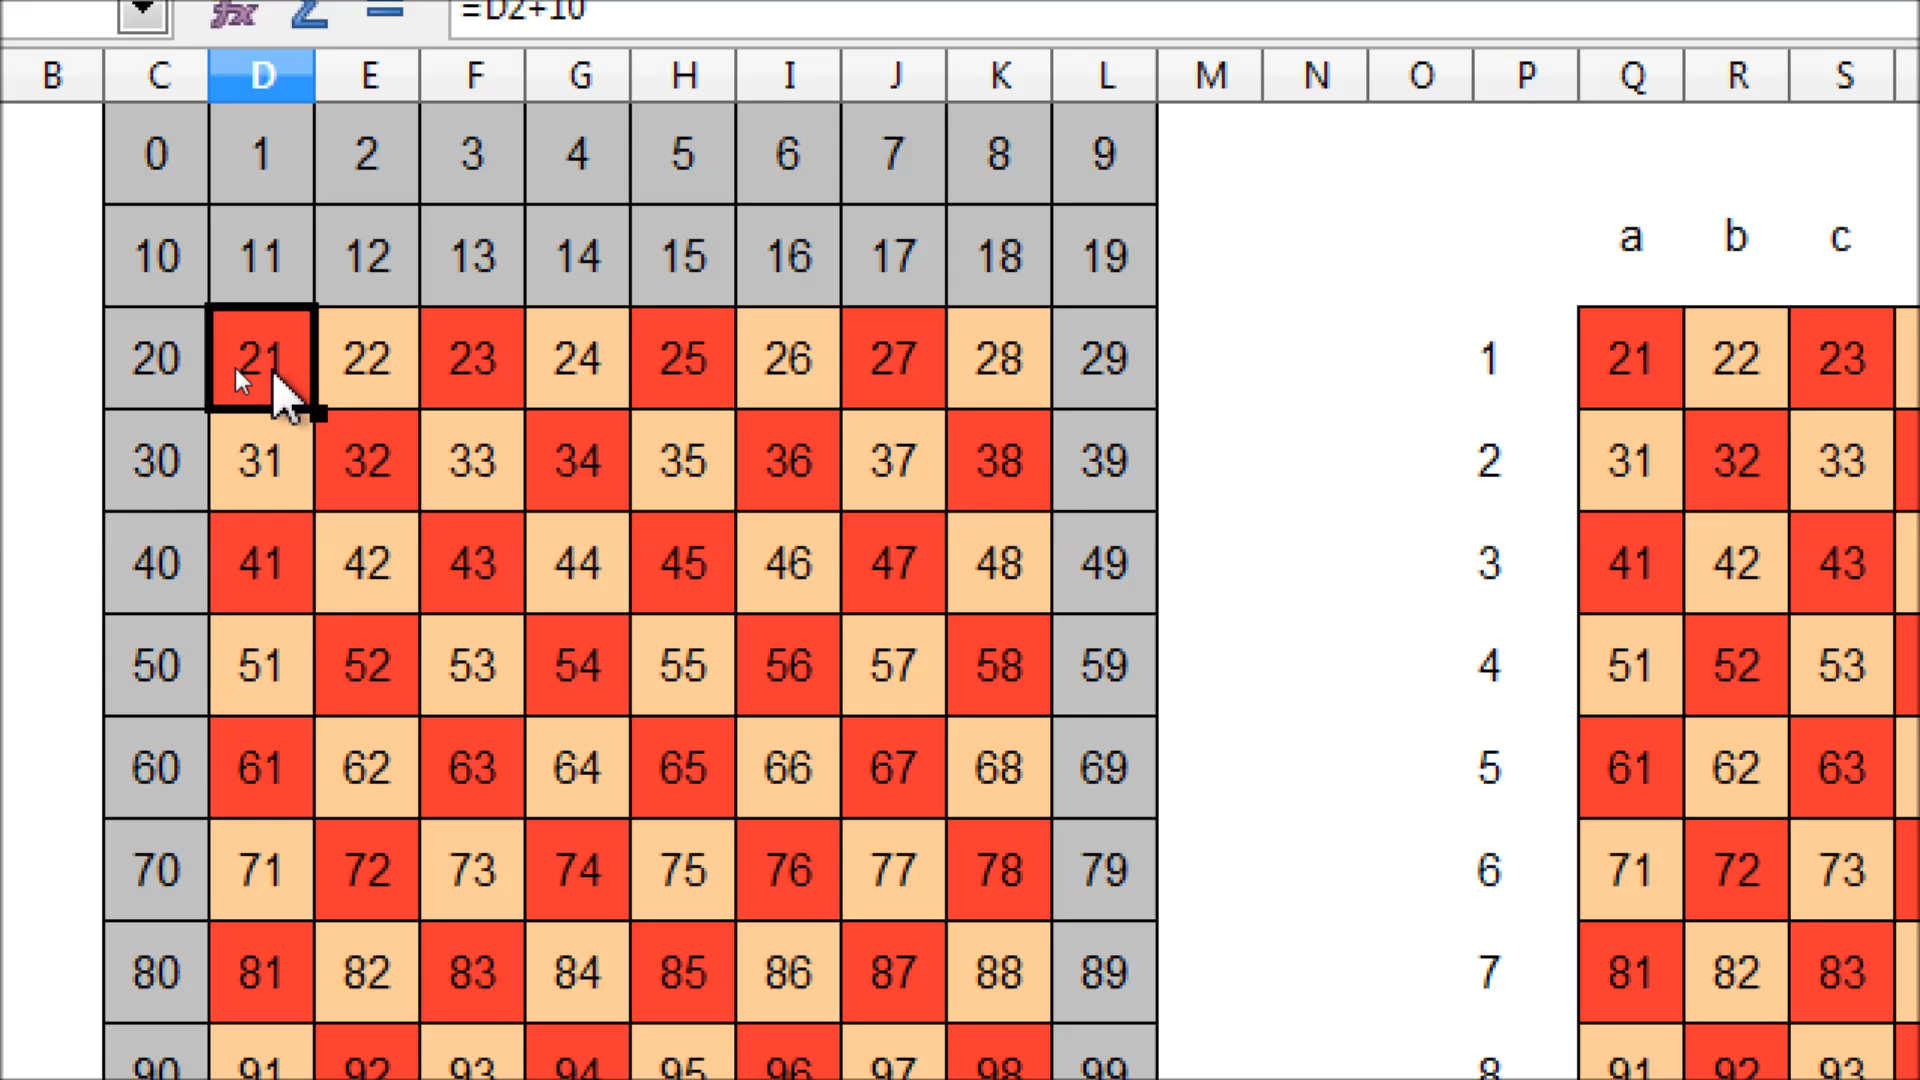 =D2+10
B C D E F G H I J K L M N O P Q R S
0 1 2 3 4 5 6 7 8 9
10 11 12 13 14 15 16 17 18 19 a b c
20 21 22 23 24 25 26 27 28 29 1 21 22 23
30 31 32 33 34 35 36 37 38 39 2 31 32 33
40 41 42 43 44 45 46 47 48 49 3 41 42 43
50 51 52 53 54 55 56 57 58 59 4 51 52 53
60 61 62 63 64 65 66 67 68 69 5 61 62 63
70 71 72 73 74 75 76 77 78 79 6 71 72 73
80 81 82 83 84 85 86 87 88 89 7 81 82 83
90 91 92 93 94 95 96 97 98 99 8 91 92 93